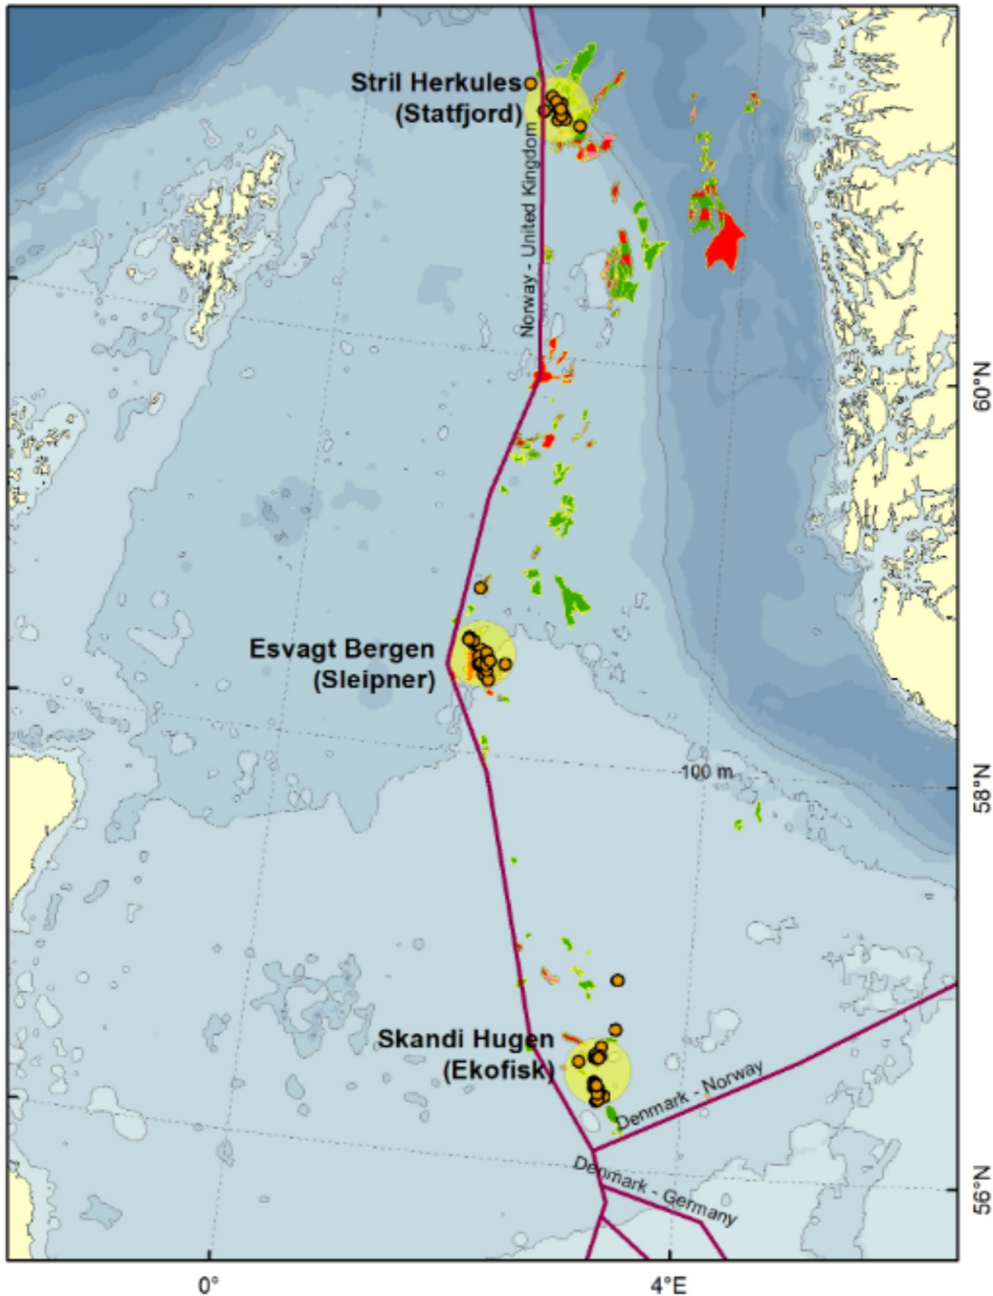 Stril Herkules
(Statfjord)
Norway - United Kingdom
60°N
Esvagt Bergen
(Sleipner)
100 m
58°N
Skandi Hugen
(Ekofisk)
Denmark - Norway
Denmark - Germany
56°N
0°
4°E